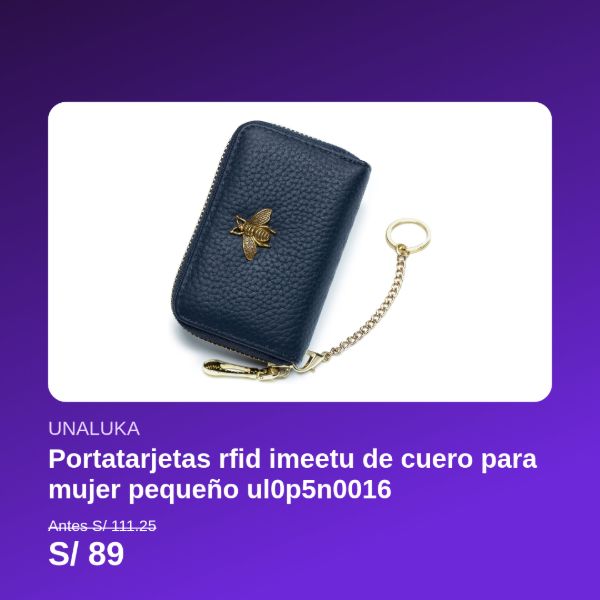 UNALUKA
Portatarjetas rfid imeetu de cuero para
mujer pequeño ul0p5n0016
Antes S/ 111.25
S/ 89